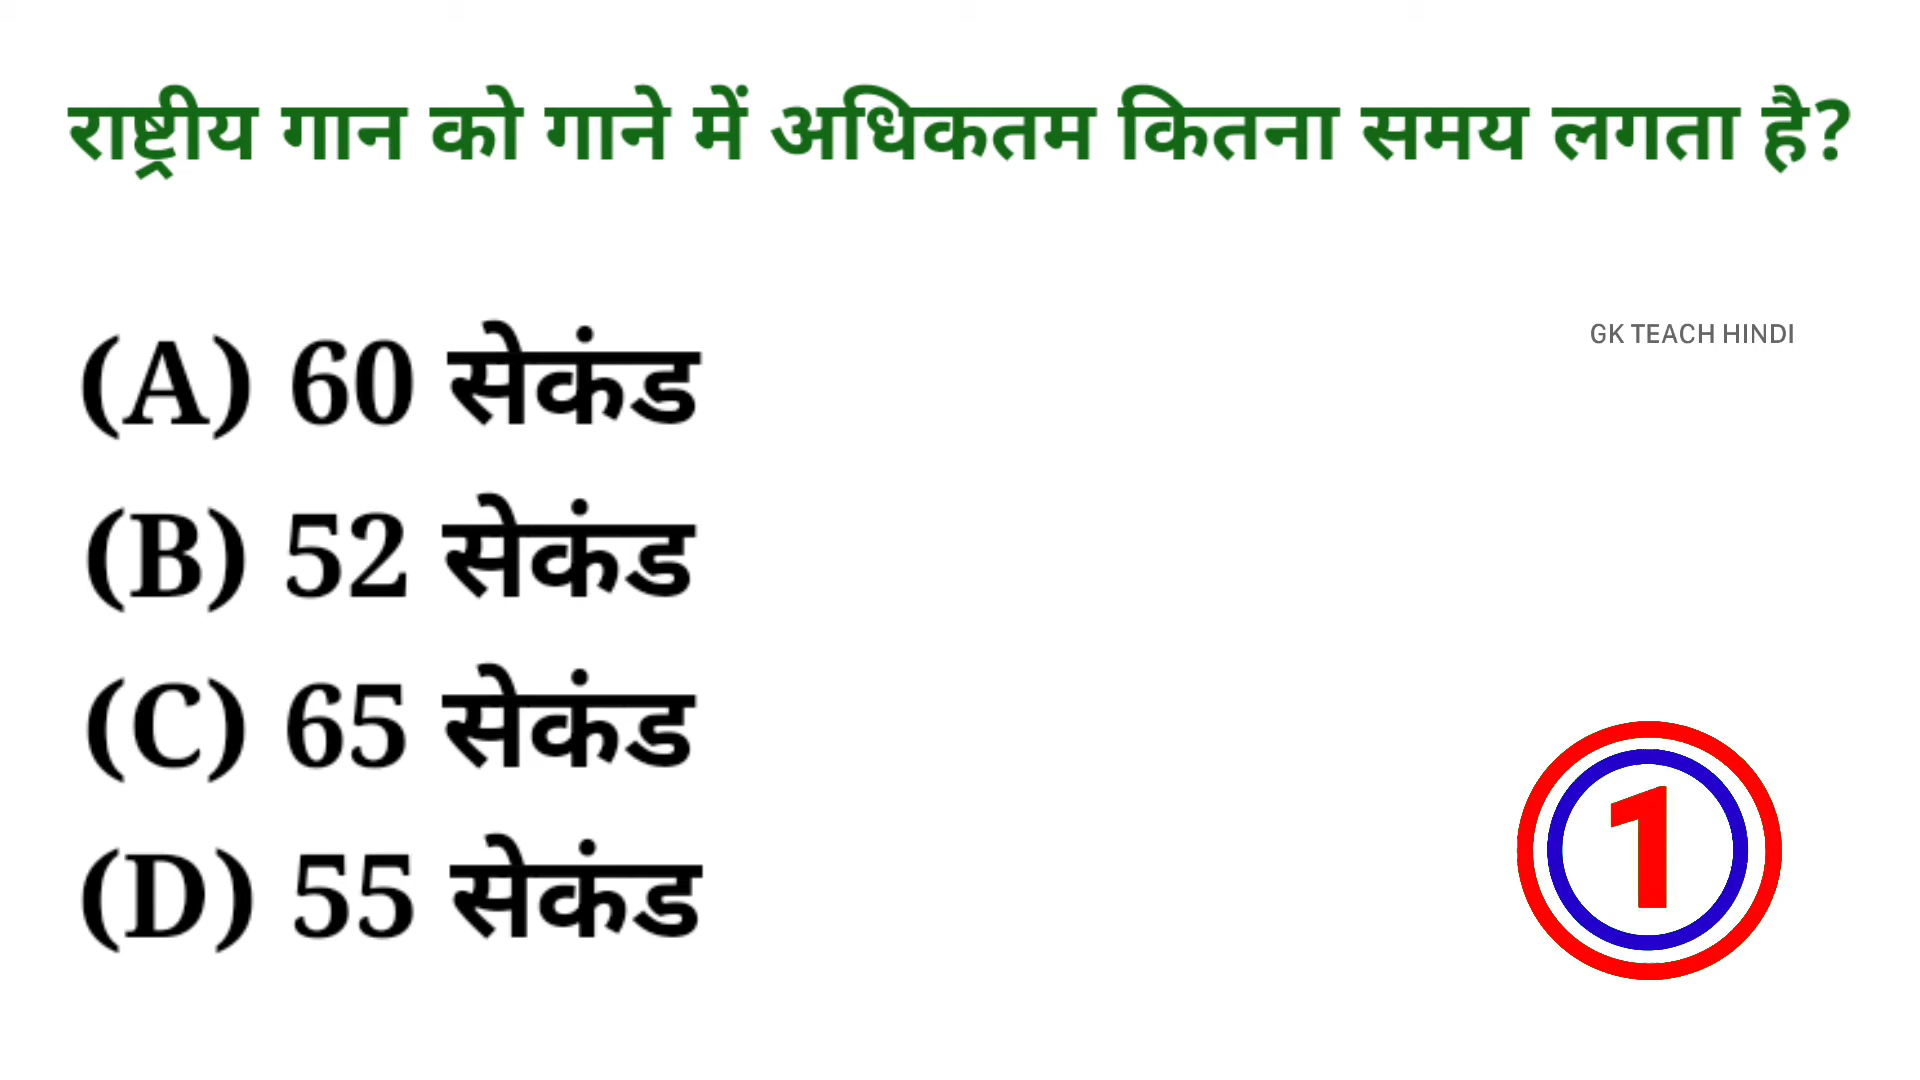 राष्ट्रीय गान को गाने में अधिकतम कितना समय लगता है?
(A) 60 सेकंड
GK TEACH HINDI
(B) 52 सेकंड
(C) 65 सेकंड
(D) 55 सेकंड
1